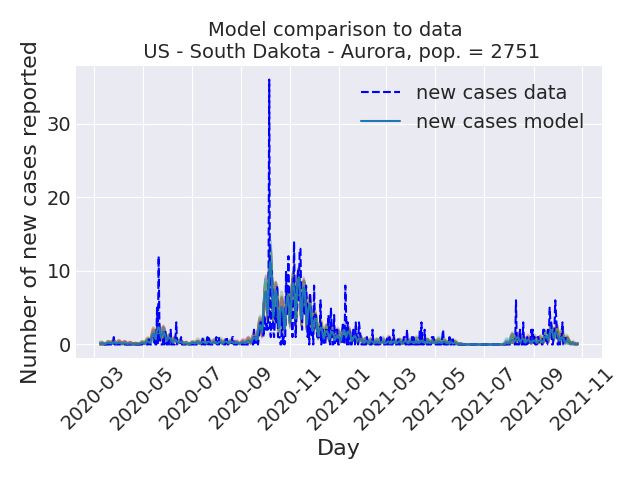 Model comparison to data
US - South Dakota - Aurora, pop. = 2751
Number of new cases reported
30
20
10
0
new cases data
new cases model
2020-03
2020-05
2020-07
2020-09
2020-11
2021-01
2021-03
2021-05
2021-07
2021-09
2021-11
Day